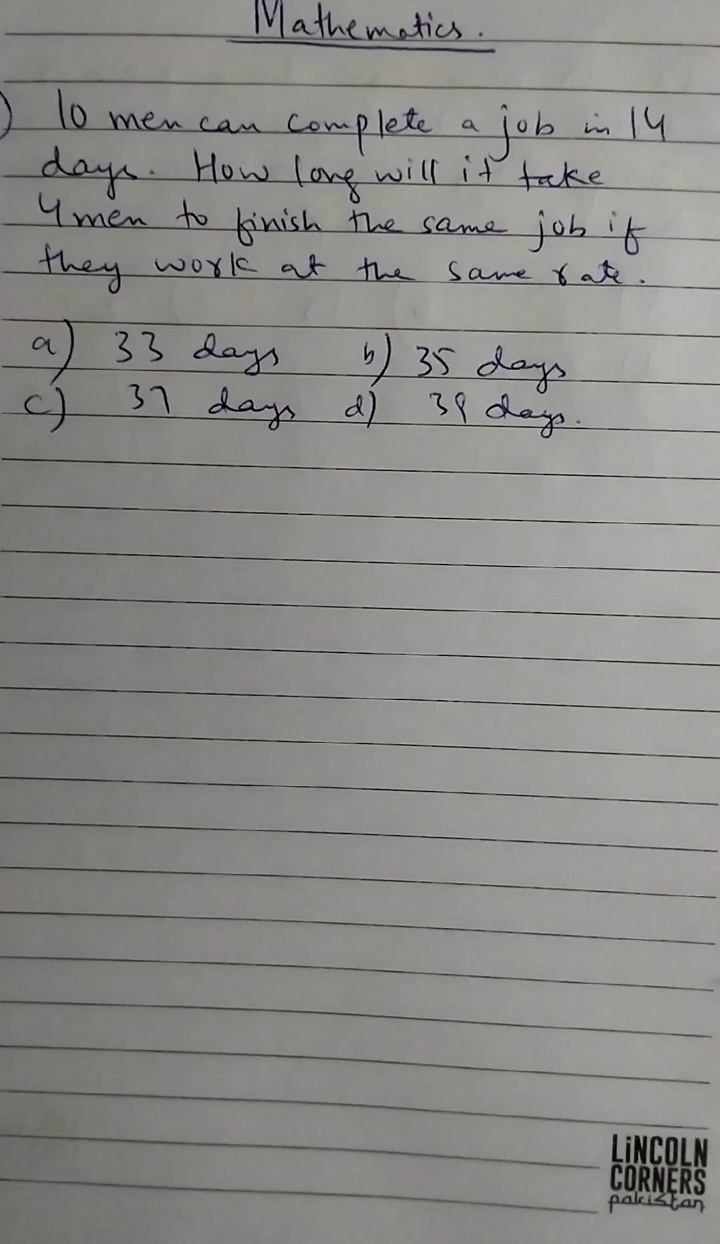 Mathematics.
) 10 men can complete a job in 14
days. How long will it take
4 men to finish the same job if
they work at the same rate.
a) 33 days b) 35 days
c) 37 days d) 39 days.
LiNCOLN
CORNERS
pakistan